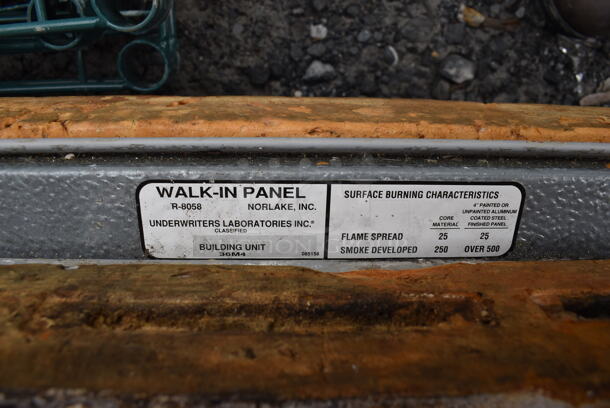 WALK-IN PANEL
R-8058 NORLAKE, INC.
UNDERWRITERS LABORATORIES INC.®
CLASSIFIED
BUILDING UNIT
36M4 085158
SURFACE BURNING CHARACTERISTICS
CORE MATERIAL
4" PAINTED OR
UNPAINTED ALUMINUM
COATED STEEL
FINISHED PANEL
FLAME SPREAD 25 25
SMOKE DEVELOPED 250 OVER 500